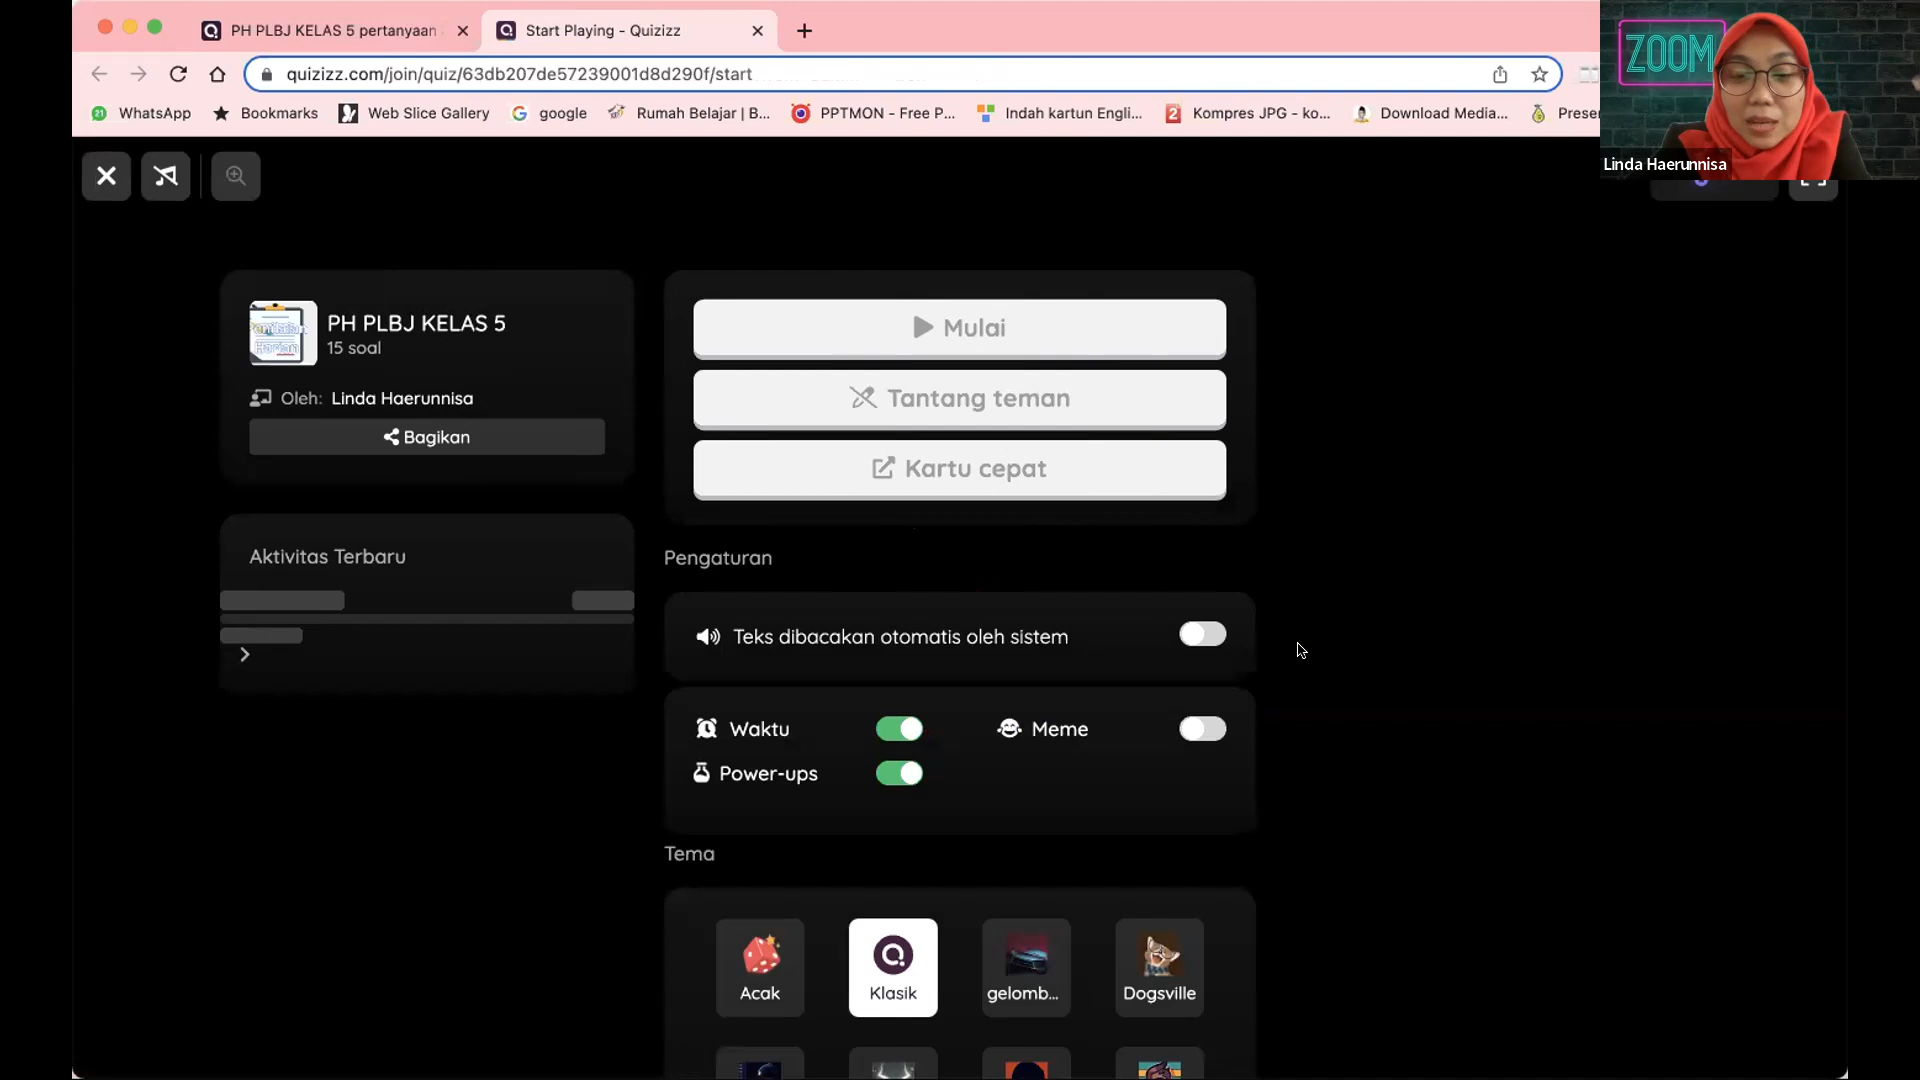 PH PLBJ KELAS 5 pertanyaan
Start Playing - Quizizz
quizizz.com/join/quiz/63db207de57239001d8d290f/start
21 WhatsApp
Bookmarks
Web Slice Gallery
google
Rumah Belajar | B...
PPTMON - Free P...
Indah kartun Engli...
Kompres JPG - ko...
Download Media...
ZOOM
Linda Haerunnisa
PH PLBJ KELAS 5
15 soal
Oleh: Linda Haerunnisa
Bagikan
Aktivitas Terbaru
Mulai
Tantang teman
Kartu cepat
Pengaturan
Teks dibacakan otomatis oleh sistem
Waktu
Meme
Power-ups
Tema
Acak
Klasik
gelomb...
Dogsville